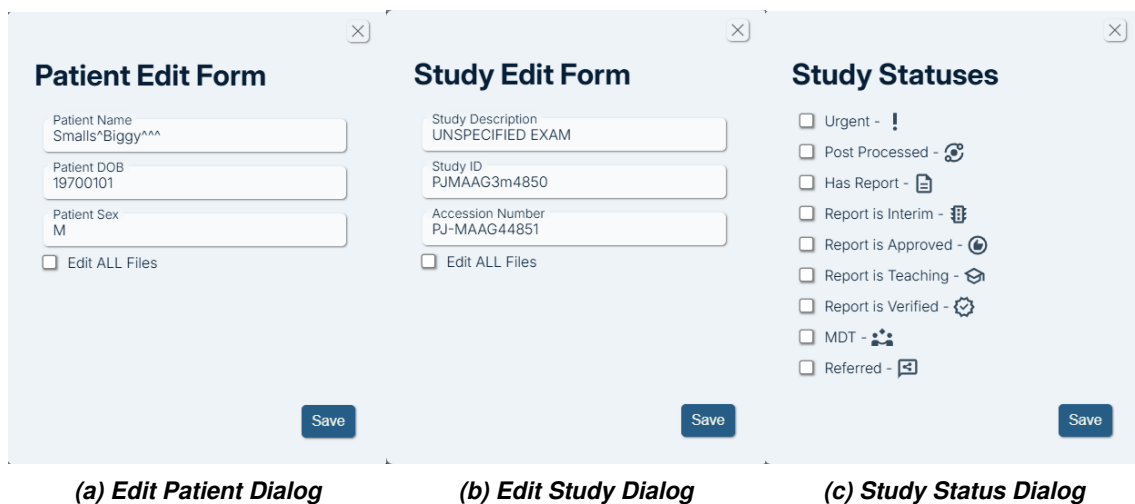 Patient Edit Form
Patient Name
Smalls^Biggy^^^
Patient DOB
19700101
Patient Sex
M
Edit ALL Files
Save
(a) Edit Patient Dialog
Study Edit Form
Study Description
UNSPECIFIED EXAM
Study ID
PJMAAG3m4850
Accession Number
PJ-MAAG44851
Edit ALL Files
Save
(b) Edit Study Dialog
Study Statuses
Urgent -
Post Processed -
Has Report -
Report is Interim -
Report is Approved -
Report is Teaching -
Report is Verified -
MDT -
Referred -
Save
(c) Study Status Dialog